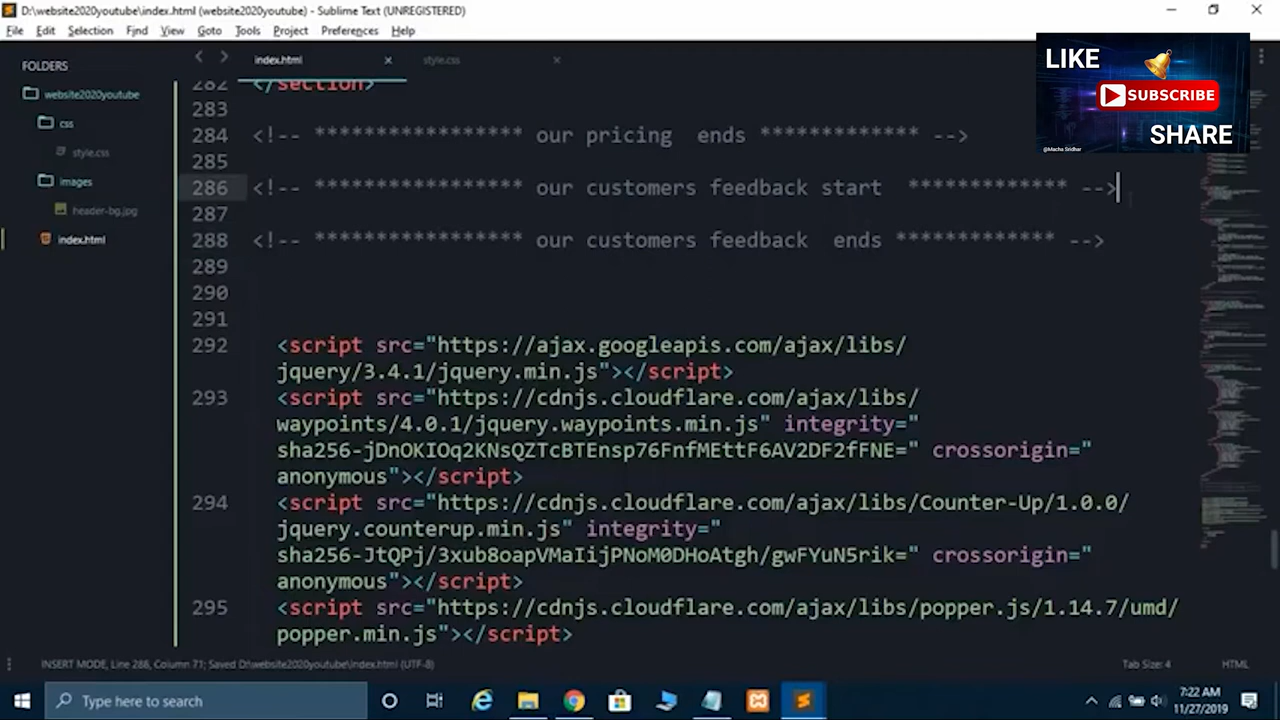 D:\website2020youtube\index.html (website2020youtube) - Sublime Text (UNREGISTERED)
File Edit Selection Find View Goto Tools Project Preferences Help
FOLDERS
website2020youtube
css
style.css
images
header-bg.jpg
index.html
index.html style.css
LIKE
SUBSCRIBE
SHARE
@Macha Sridhar
282 </section>
283
284 <!-- ***************** our pricing  ends ************* -->
285
286 <!-- ***************** our customers feedback start  ************* -->
287
288 <!-- ***************** our customers feedback  ends ************* -->
289
290
291
292 <script src="https://ajax.googleapis.com/ajax/libs/
jquery/3.4.1/jquery.min.js"></script>
293 <script src="https://cdnjs.cloudflare.com/ajax/libs/
waypoints/4.0.1/jquery.waypoints.min.js" integrity="
sha256-jDnOKIOq2KNsQZTcBTEnsp76FnfMEttF6AV2DF2fFNE=" crossorigin="
anonymous"></script>
294 <script src="https://cdnjs.cloudflare.com/ajax/libs/Counter-Up/1.0.0/
jquery.counterup.min.js" integrity="
sha256-JtQPj/3xub8oapVMaIijPNoM0DHoAtgh/gwFYuN5rik=" crossorigin="
anonymous"></script>
295 <script src="https://cdnjs.cloudflare.com/ajax/libs/popper.js/1.14.7/umd/
popper.min.js"></script>
INSERT MODE, Line 286, Column 71; Saved D:\website2020youtube\index.html (UTF-8)
Tab Size: 4 HTML
Type here to search
7:22 AM
11/27/2019